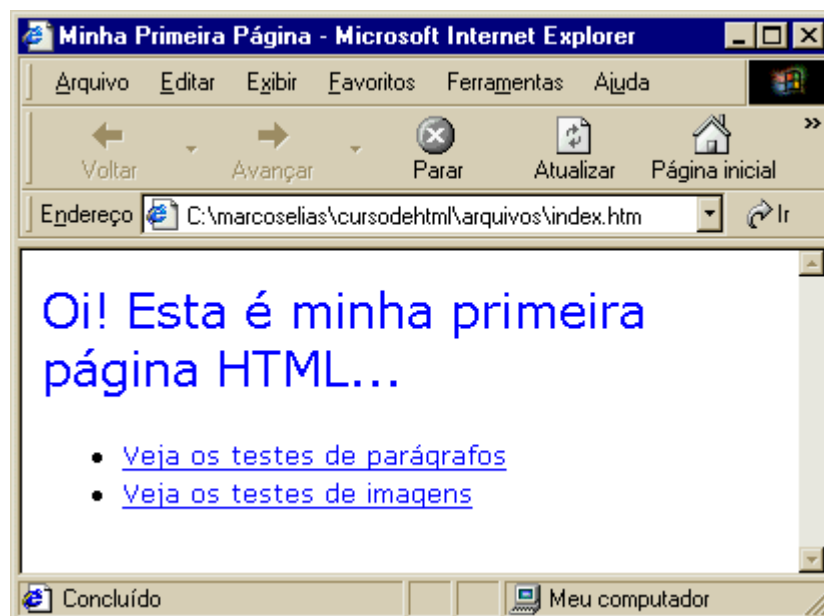 Minha Primeira Página - Microsoft Internet Explorer
Arquivo Editar Exibir Favoritos Ferramentas Ajuda
Voltar Avançar Parar Atualizar Página inicial »
Endereço C:\marcoselias\cursodehtml\arquivos\index.htm Ir
Oi! Esta é minha primeira
página HTML...
• Veja os testes de parágrafos
• Veja os testes de imagens
Concluído Meu computador